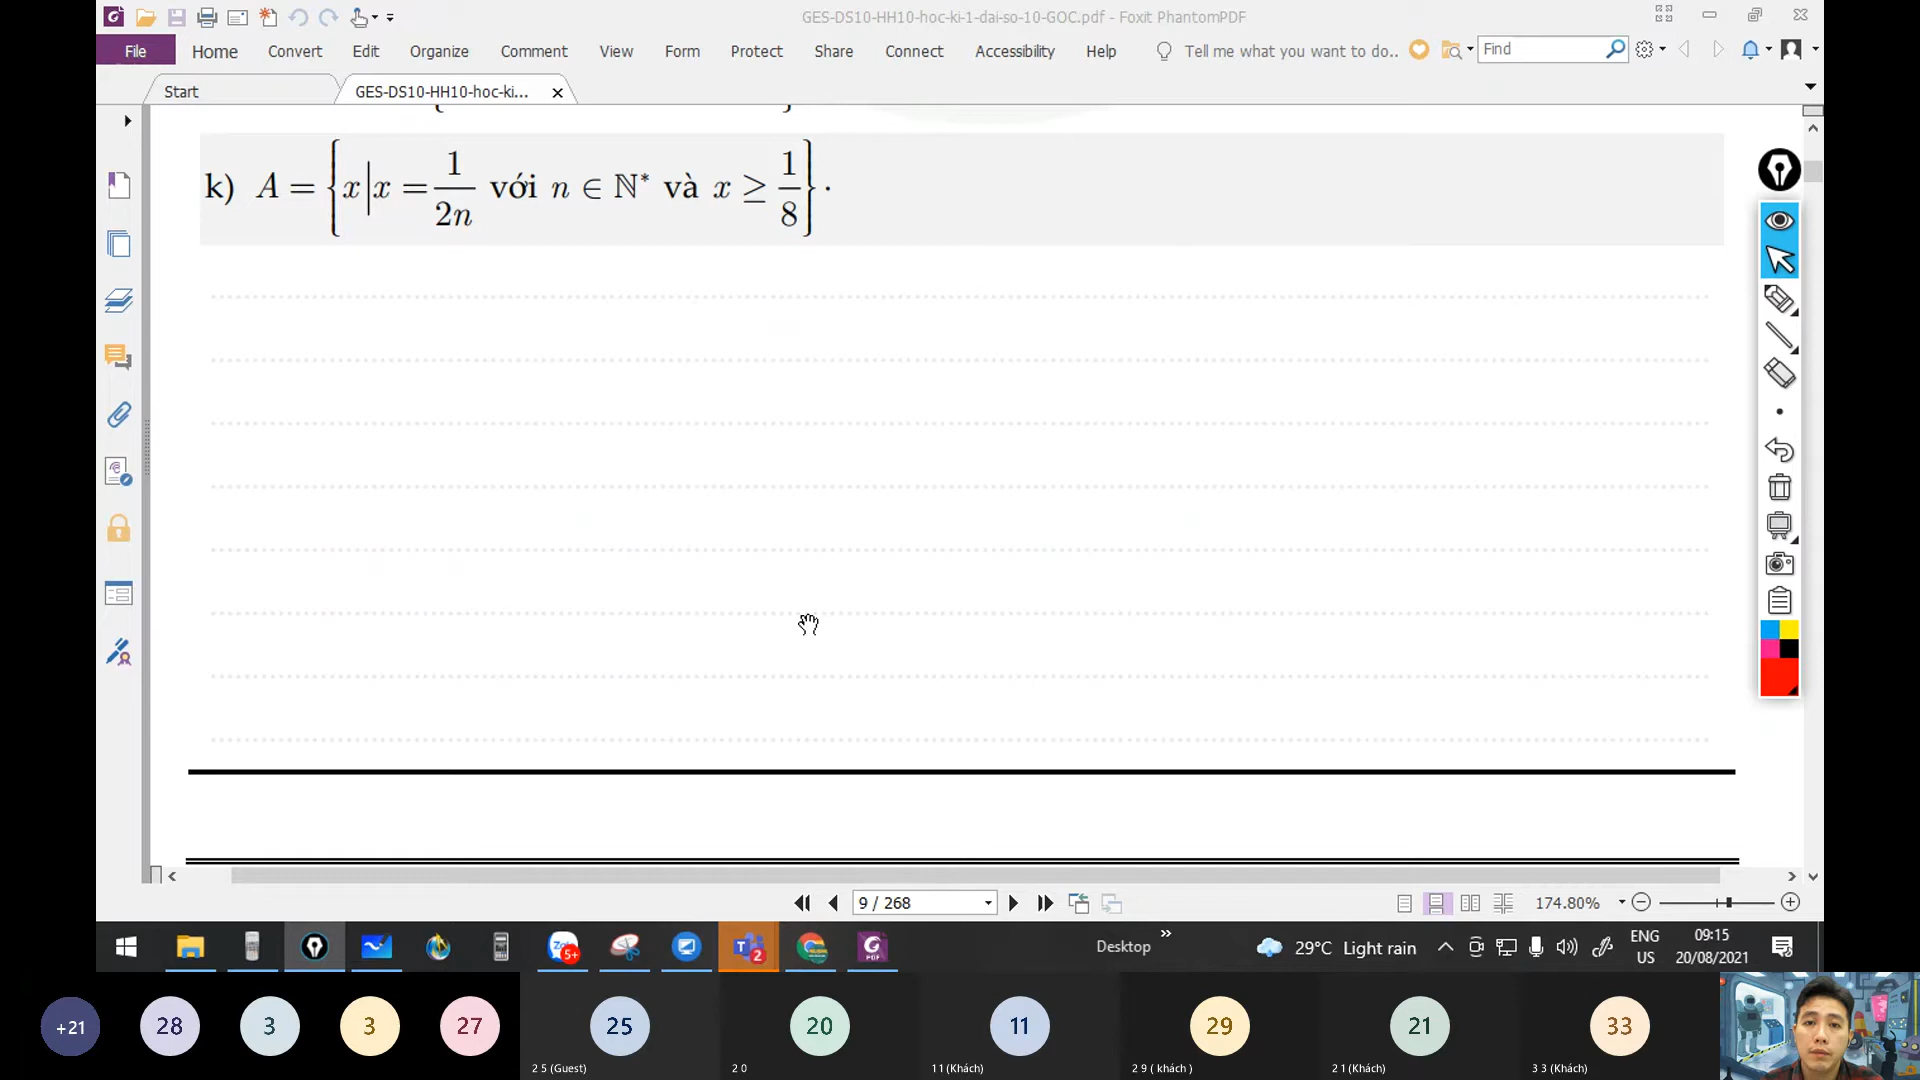 GES-DS10-HH10-hoc-ki-1-dai-so-10-GOC.pdf - Foxit PhantomPDF
File Home Convert Edit Organize Comment View Form Protect Share Connect Accessibility Help Tell me what you want to do.. Find
Start GES-DS10-HH10-hoc-ki...
k) A = {x | x = 1/2n với n ∈ ℕ* và x ≥ 1/8}.
9 / 268 174.80%
5+ 2 Desktop 29°C Light rain ENG US 09:15 20/08/2021
+21 28 3 3 27 25 20 11 29 21 33
2 5 (Guest) 2 0 1 1 (Khách) 2 9 ( khách ) 2 1 (Khách) 3 3 (Khách)